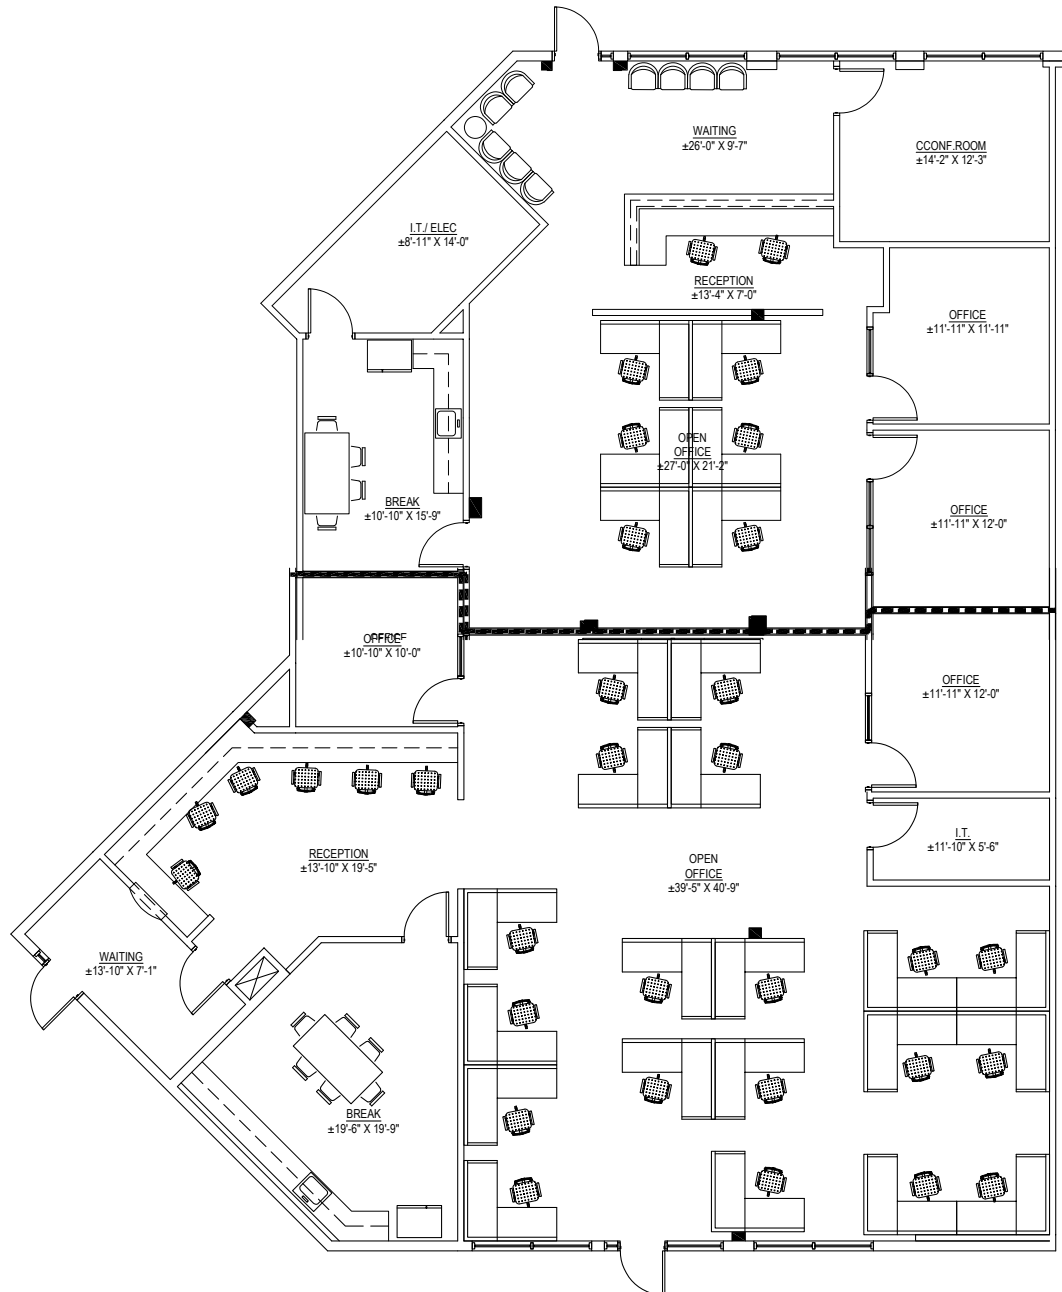 WAITING
±26'-0" X 9'-7"
CCONF.ROOM
±14'-2" X 12'-3"
I.T./ ELEC
±8'-11" X 14'-0"
RECEPTION
±13'-4" X 7'-0"
OFFICE
±11'-11" X 11'-11"
OPEN
OFFICE
±27'-0" X 21'-2"
BREAK
±10'-10" X 15'-9"
OFFICE
±11'-11" X 12'-0"
OFFICE
±10'-10" X 10'-0"
OFFICE
±11'-11" X 12'-0"
I.T.
±11'-10" X 5'-6"
RECEPTION
±13'-10" X 19'-5"
OPEN
OFFICE
±39'-5" X 40'-9"
WAITING
±13'-10" X 7'-1"
BREAK
±19'-6" X 19'-9"